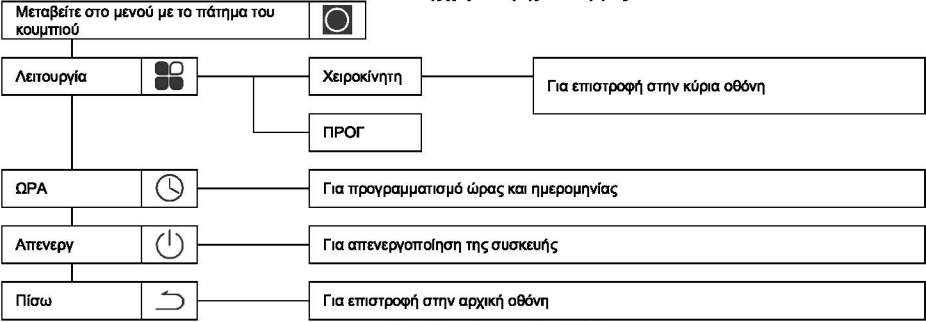 Μεταβείτε στο μενού με το πάτημα του
κουμπιού
Λειτουργία
Χειροκίνητη
Για επιστροφή στην κύρια οθόνη
ΠΡΟΓ
ΩΡΑ
Για προγραμματισμό ώρας και ημερομηνίας
Απενεργ
Για απενεργοποίηση της συσκευής
Πίσω
Για επιστροφή στην αρχική οθόνη